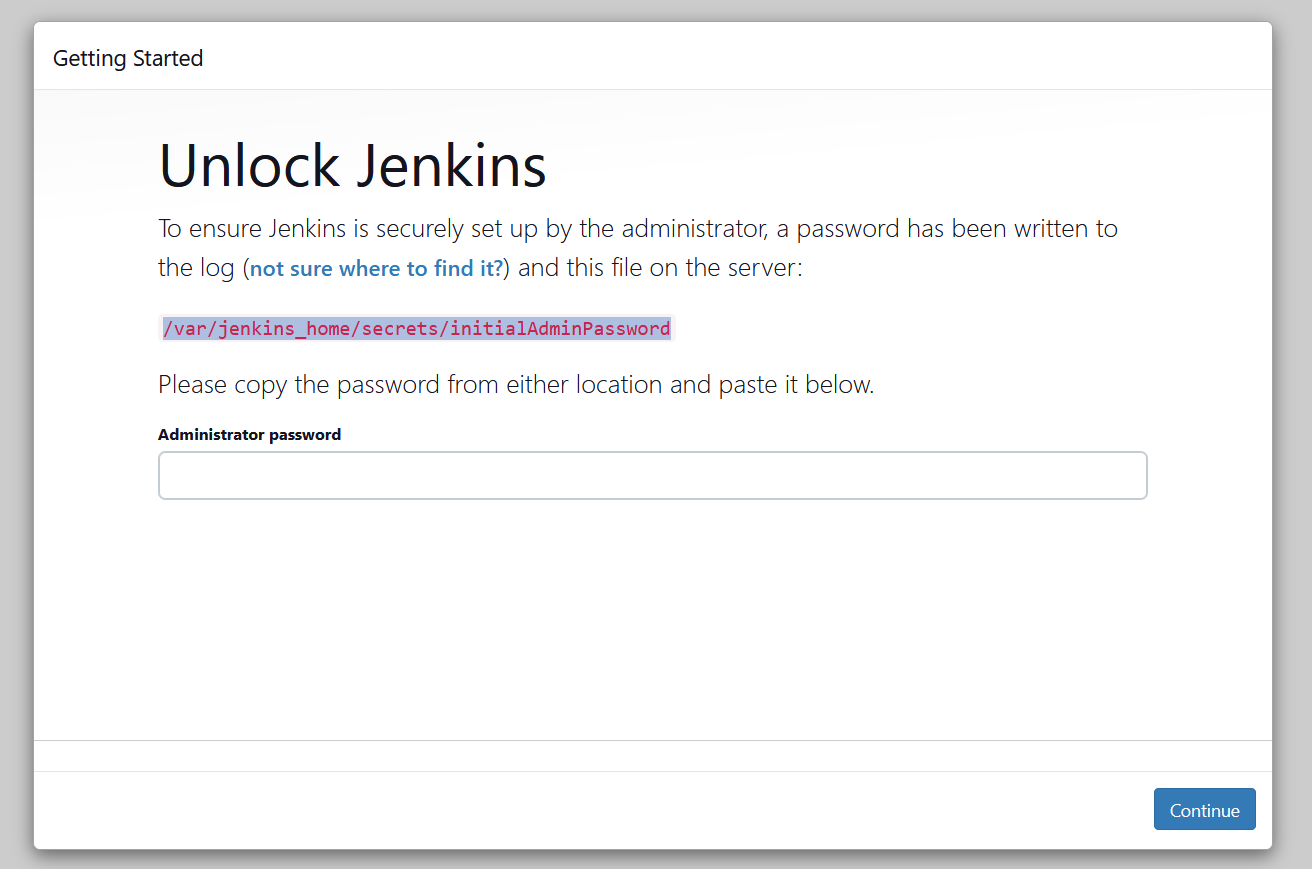 Getting Started
Unlock Jenkins
To ensure Jenkins is securely set up by the administrator, a password has been written to
the log (not sure where to find it?) and this file on the server:
/var/jenkins_home/secrets/initialAdminPassword
Please copy the password from either location and paste it below.
Administrator password
Continue